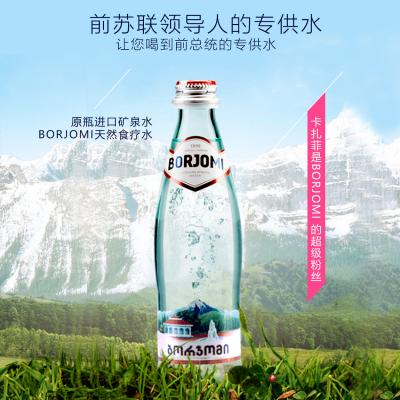 前苏联领导人的专供水
让您喝到前总统的专供水
原瓶进口矿泉水
BORJOMI天然食疗水
卡扎菲是BORJOMI 的超级粉丝
1890
BORJOMI
ბორჯომი